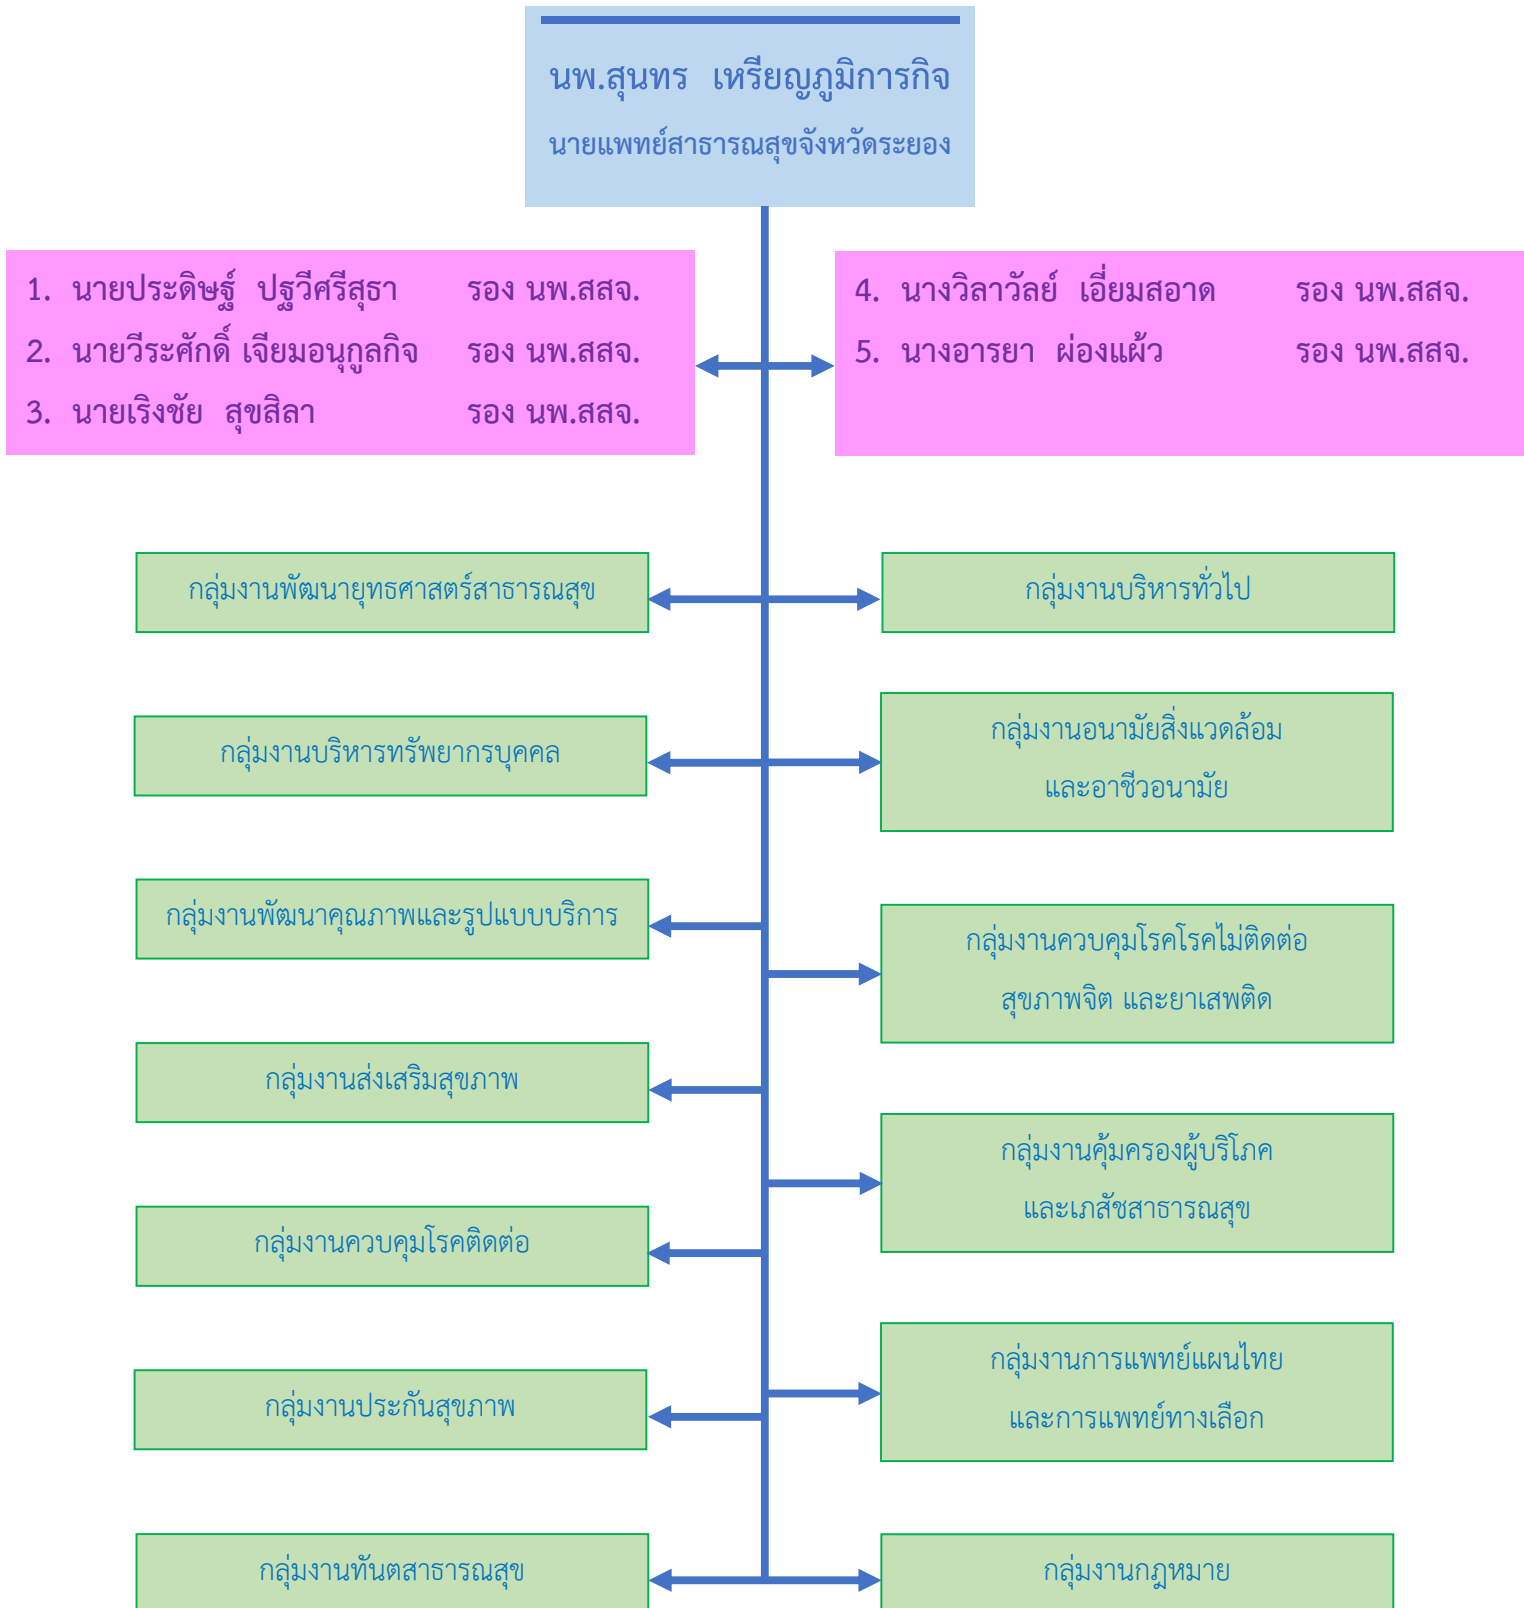 นพ.สุนทร เหรียญภูมิการกิจ
นายแพทย์สาธารณสุขจังหวัดระยอง
1. นายประดิษฐ์ ปฐวีศรีสุธา รอง นพ.สสจ.
2. นายวีระศักดิ์ เจียมอนุกูลกิจ รอง นพ.สสจ.
3. นายเริงชัย สุขสิลา รอง นพ.สสจ.
4. นางวิลาวัลย์ เอี่ยมสอาด รอง นพ.สสจ.
5. นางอารยา ผ่องแผ้ว รอง นพ.สสจ.
กลุ่มงานพัฒนายุทธศาสตร์สาธารณสุข
กลุ่มงานบริหารทั่วไป
กลุ่มงานบริหารทรัพยากรบุคคล
กลุ่มงานอนามัยสิ่งแวดล้อม
และอาชีวอนามัย
กลุ่มงานพัฒนาคุณภาพและรูปแบบบริการ
กลุ่มงานควบคุมโรคโรคไม่ติดต่อ
สุขภาพจิต และยาเสพติด
กลุ่มงานส่งเสริมสุขภาพ
กลุ่มงานคุ้มครองผู้บริโภค
และเภสัชสาธารณสุข
กลุ่มงานควบคุมโรคติดต่อ
กลุ่มงานการแพทย์แผนไทย
และการแพทย์ทางเลือก
กลุ่มงานประกันสุขภาพ
กลุ่มงานทันตสาธารณสุข
กลุ่มงานกฎหมาย